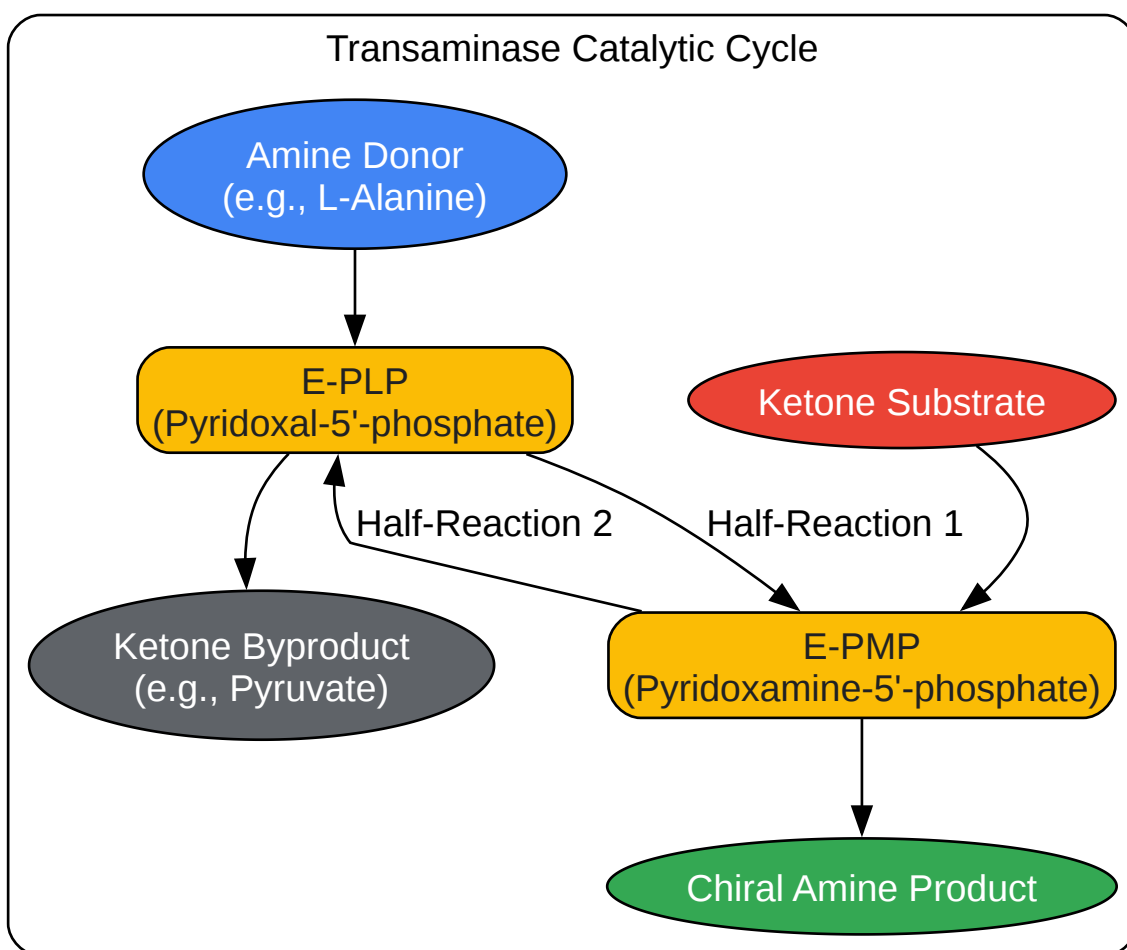 Transaminase Catalytic Cycle
Amine Donor
(e.g., L-Alanine)
E-PLP
(Pyridoxal-5'-phosphate)
Ketone Substrate
Half-Reaction 2
Half-Reaction 1
Ketone Byproduct
(e.g., Pyruvate)
E-PMP
(Pyridoxamine-5'-phosphate)
Chiral Amine Product